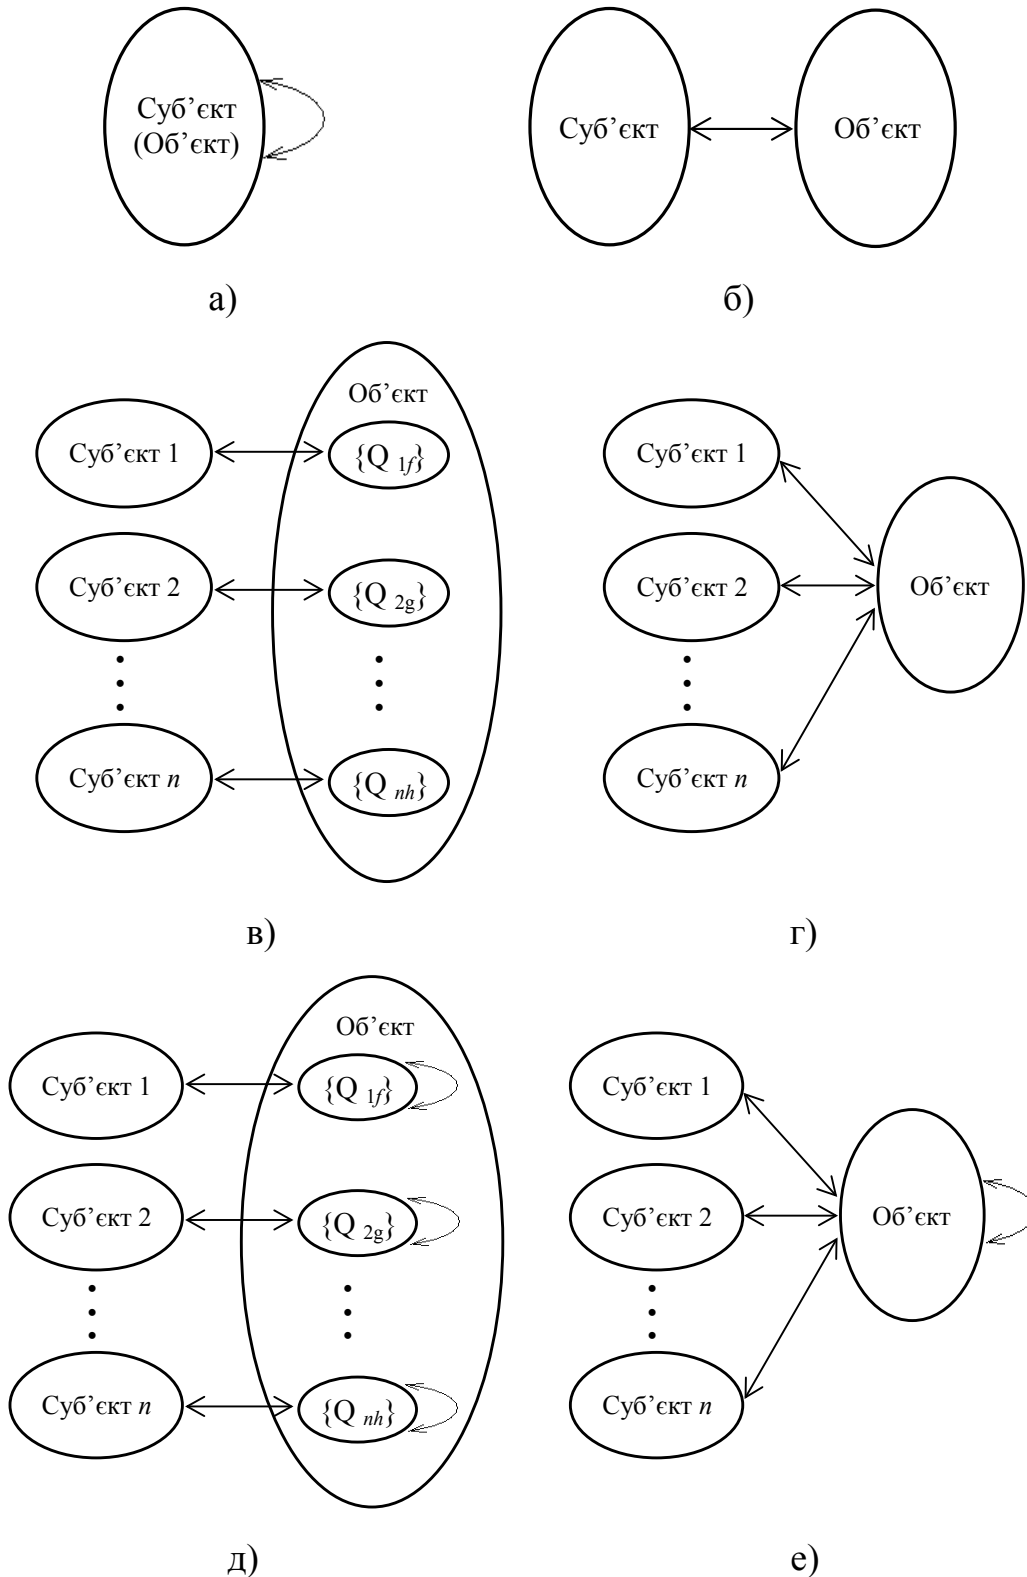 Суб’єкт
(Об’єкт)
Суб’єкт
Об’єкт
а)
б)
Об’єкт
Суб’єкт 1
{Q 1f}
Суб’єкт 2
{Q 2g}
Суб’єкт n
{Q nh}
Суб’єкт 1
Суб’єкт 2
Об’єкт
Суб’єкт n
в)
г)
Об’єкт
Суб’єкт 1
{Q 1f}
Суб’єкт 2
{Q 2g}
Суб’єкт n
{Q nh}
Суб’єкт 1
Суб’єкт 2
Об’єкт
Суб’єкт n
д)
е)